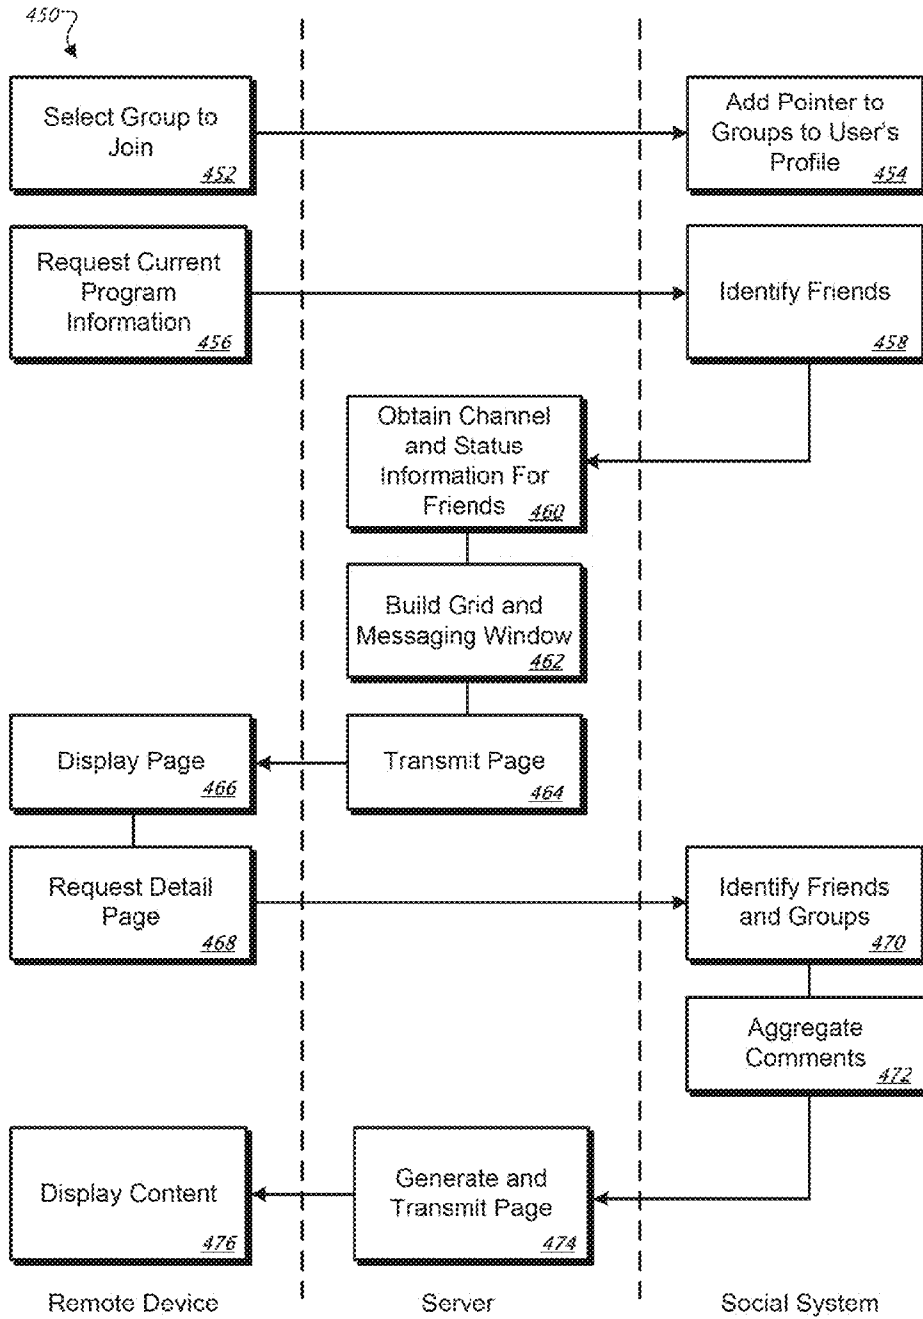 450
Select Group to
Join
452
Add Pointer to
Groups to User's
Profile
454
Request Current
Program
Information
456
Identify Friends
458
Obtain Channel
and Status
Information For
Friends
460
Build Grid and
Messaging Window
462
Display Page
466
Transmit Page
464
Request Detail
Page
468
Identify Friends
and Groups
470
Aggregate
Comments
472
Display Content
476
Generate and
Transmit Page
474
Remote Device
Server
Social System